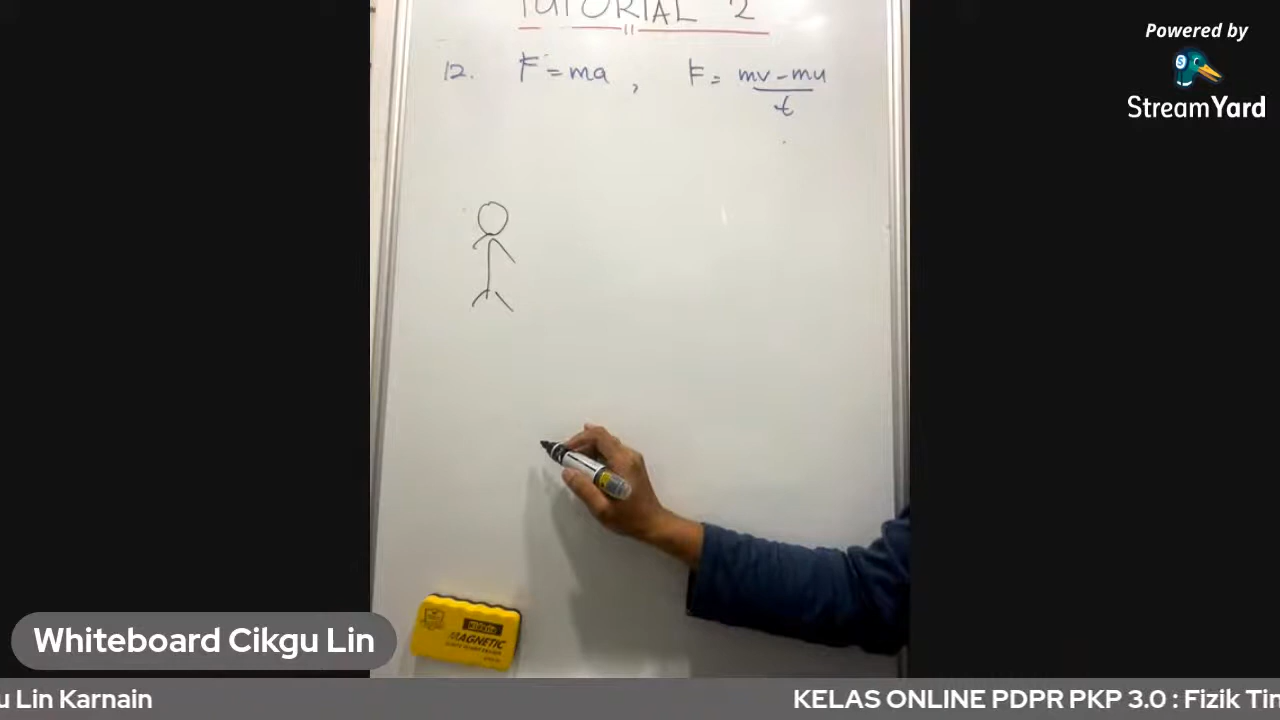 TUTORIAL 2
12. F = ma , F = mv - mu
t
Powered by
StreamYard
MAGNETIC
Whiteboard Cikgu Lin
u Lin Karnain
KELAS ONLINE PDPR PKP 3.0 : Fizik Tin